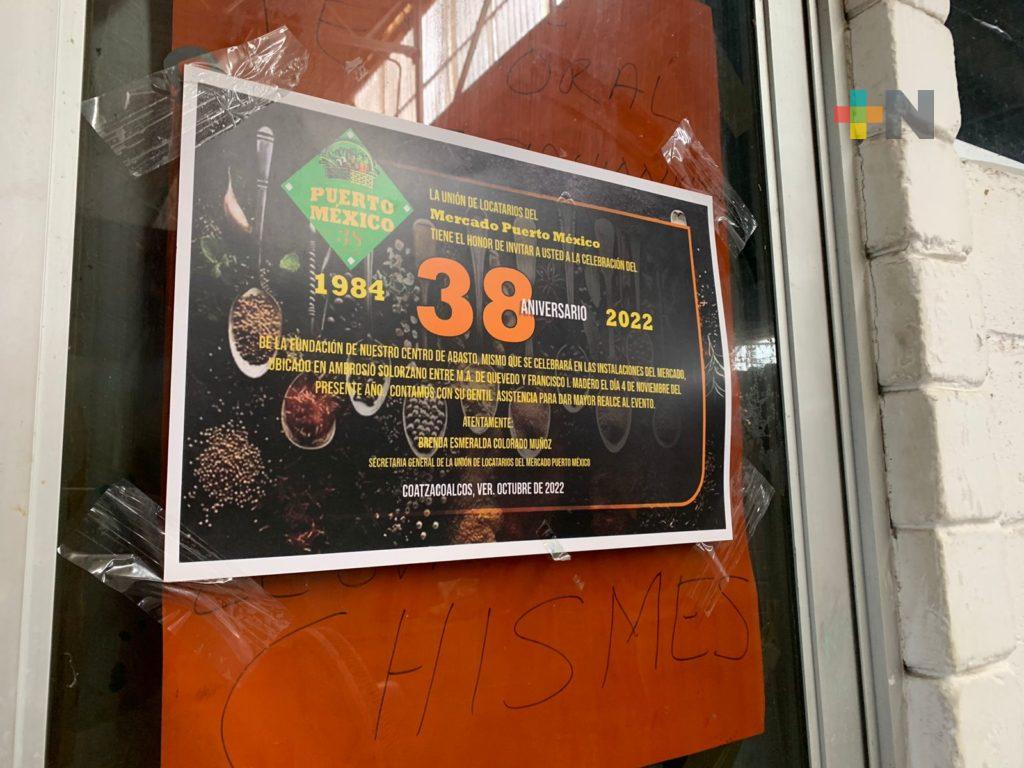 ORAL
PUERTO
MÉXICO
38
1984
LA UNIÓN DE LOCATARIOS DEL
Mercado Puerto México
TIENE EL HONOR DE INVITAR A USTED A LA CELEBRACIÓN DEL
38 ANIVERSARIO
2022
DE LA FUNDACIÓN DE NUESTRO CENTRO DE ABASTO, MISMO QUE SE CELEBRARÁ EN LAS INSTALACIONES DEL MERCADO,
UBICADO EN AMBROSIO SOLORZANO ENTRE M.A. DE QUEVEDO Y FRANCISCO I. MADERO EL DÍA 4 DE NOVIEMBRE DEL
PRESENTE AÑO. CONTAMOS CON SU GENTIL ASISTENCIA PARA DAR MAYOR REALCE AL EVENTO.
ATENTAMENTE:
BRENDA ESMERALDA COLORADO MUÑOZ
SECRETARIA GENERAL DE LA UNIÓN DE LOCATARIOS DEL MERCADO PUERTO MÉXICO
COATZACOALCOS, VER. OCTUBRE DE 2022
CHISMES
+N